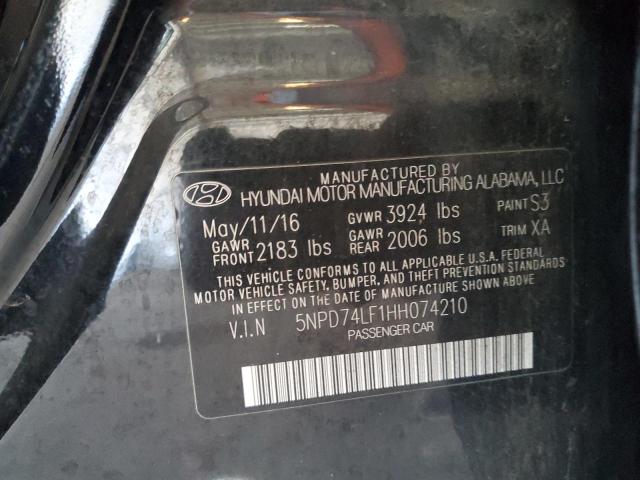 MANUFACTURED BY
HYUNDAI MOTOR MANUFACTURING ALABAMA, LLC
May/11/16 GVWR 3924 lbs PAINT S3
GAWR FRONT 2183 lbs GAWR REAR 2006 lbs TRIM XA
THIS VEHICLE CONFORMS TO ALL APPLICABLE U.S.A. FEDERAL
MOTOR VEHICLE SAFETY, BUMPER, AND THEFT PREVENTION STANDARDS
IN EFFECT ON THE DATE OF MANUFACTURE SHOWN ABOVE.
V.I.N 5NPD74LF1HH074210
PASSENGER CAR